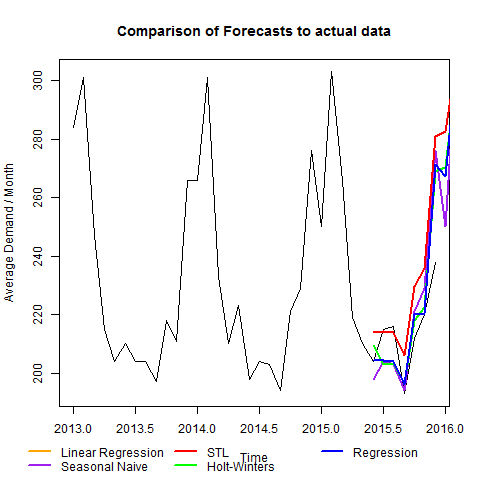 Comparison of Forecasts to actual data
Average Demand / Month
300
280
260
240
220
200
2013.0 2013.5 2014.0 2014.5 2015.0 2015.5 2016.0
Time
Linear Regression STL Regression
Seasonal Naive Holt-Winters